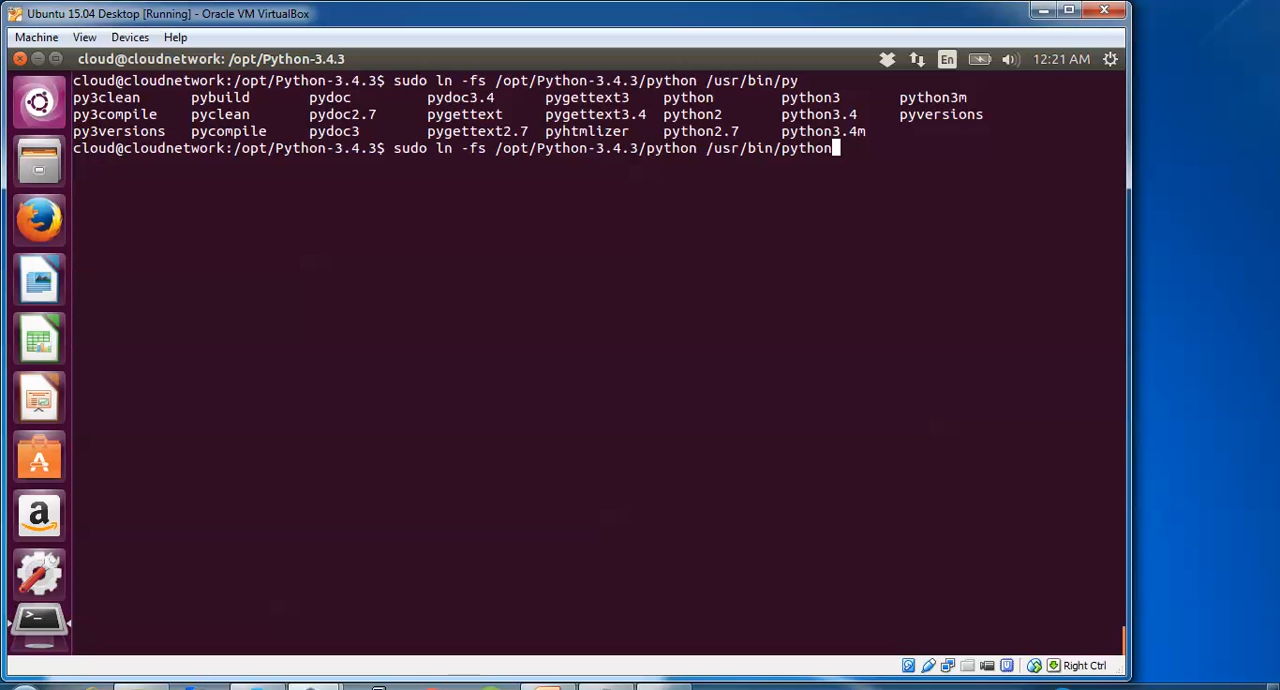 Ubuntu 15.04 Desktop [Running] - Oracle VM VirtualBox
Machine View Devices Help
cloud@cloudnetwork: /opt/Python-3.4.3
En 12:21 AM
cloud@cloudnetwork:/opt/Python-3.4.3$ sudo ln -fs /opt/Python-3.4.3/python /usr/bin/py
py3clean pybuild pydoc pydoc3.4 pygettext3 python python3 python3m
py3compile pyclean pydoc2.7 pygettext pygettext3.4 python2 python3.4 pyversions
py3versions pycompile pydoc3 pygettext2.7 pyhtmlizer python2.7 python3.4m
cloud@cloudnetwork:/opt/Python-3.4.3$ sudo ln -fs /opt/Python-3.4.3/python /usr/bin/python
Right Ctrl